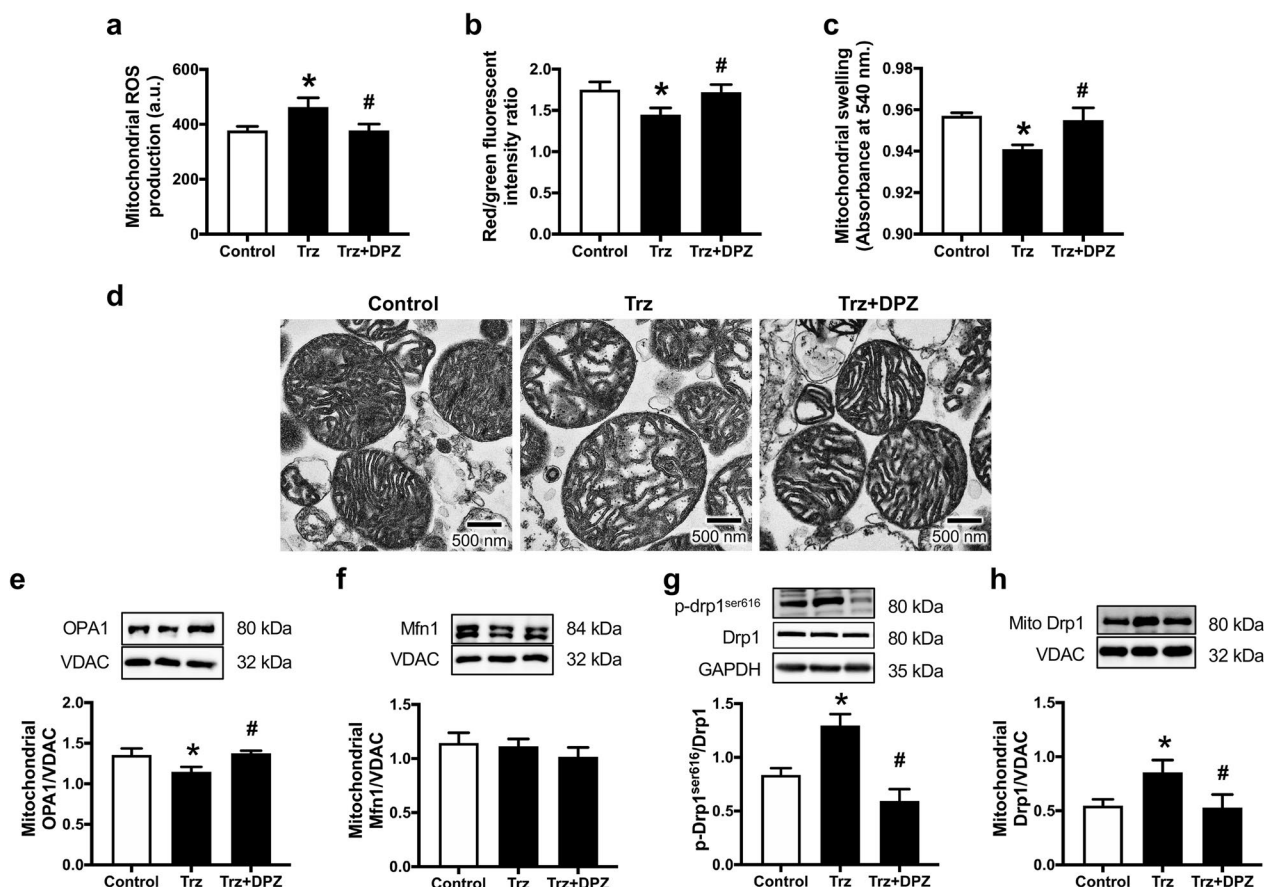 a
Mitochondrial ROS
production (a.u.)
600
400
200
0
*
#
Control Trz Trz+DPZ
b
Red/green fluorescent
intensity ratio
2.0
1.5
1.0
0.5
0.0
*
#
Control Trz Trz+DPZ
c
Mitochondrial swelling
(Absorbance at 540 nm.)
0.98
0.96
0.94
0.92
0.90
*
#
Control Trz Trz+DPZ
d
Control Trz Trz+DPZ
500 nm 500 nm 500 nm
e
OPA1 80 kDa
VDAC 32 kDa
Mitochondrial
OPA1/VDAC
2.0
1.5
1.0
0.5
0.0
*
#
Control Trz Trz+DPZ
f
Mfn1 84 kDa
VDAC 32 kDa
Mitochondrial
Mfn1/VDAC
1.5
1.0
0.5
0.0
Control Trz Trz+DPZ
g
p-drp1ser616 80 kDa
Drp1 80 kDa
GAPDH 35 kDa
p-Drp1ser616/Drp1
1.5
1.0
0.5
0.0
*
#
Control Trz Trz+DPZ
h
Mito Drp1 80 kDa
VDAC 32 kDa
Mitochondrial
Drp1/VDAC
1.5
1.0
0.5
0.0
*
#
Control Trz Trz+DPZ